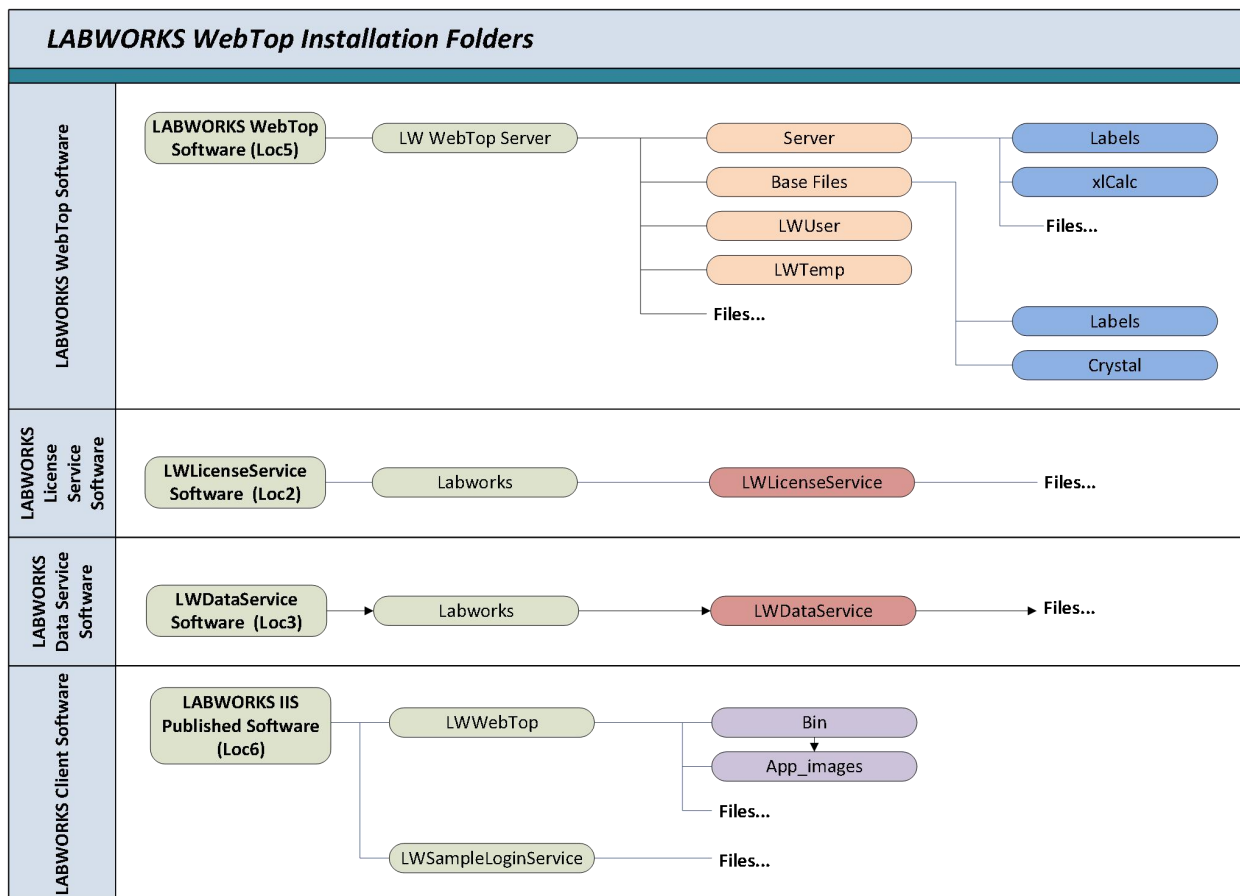 LABWORKS WebTop Installation Folders
LABWORKS WebTop Software
LABWORKS WebTop
Software (Loc5)
LW WebTop Server
Server
Base Files
LWUser
LWTemp
Files...
Labels
xlCalc
Files...
Labels
Crystal
LABWORKS
License
Service
Software
LWLicenseService
Software (Loc2)
Labworks
LWLicenseService
Files...
LABWORKS
Data Service
Software
LWDataService
Software (Loc3)
Labworks
LWDataService
Files...
LABWORKS Client Software
LABWORKS IIS
Published Software
(Loc6)
LWWebTop
Bin
App_images
Files...
LWSampleLoginService
Files...